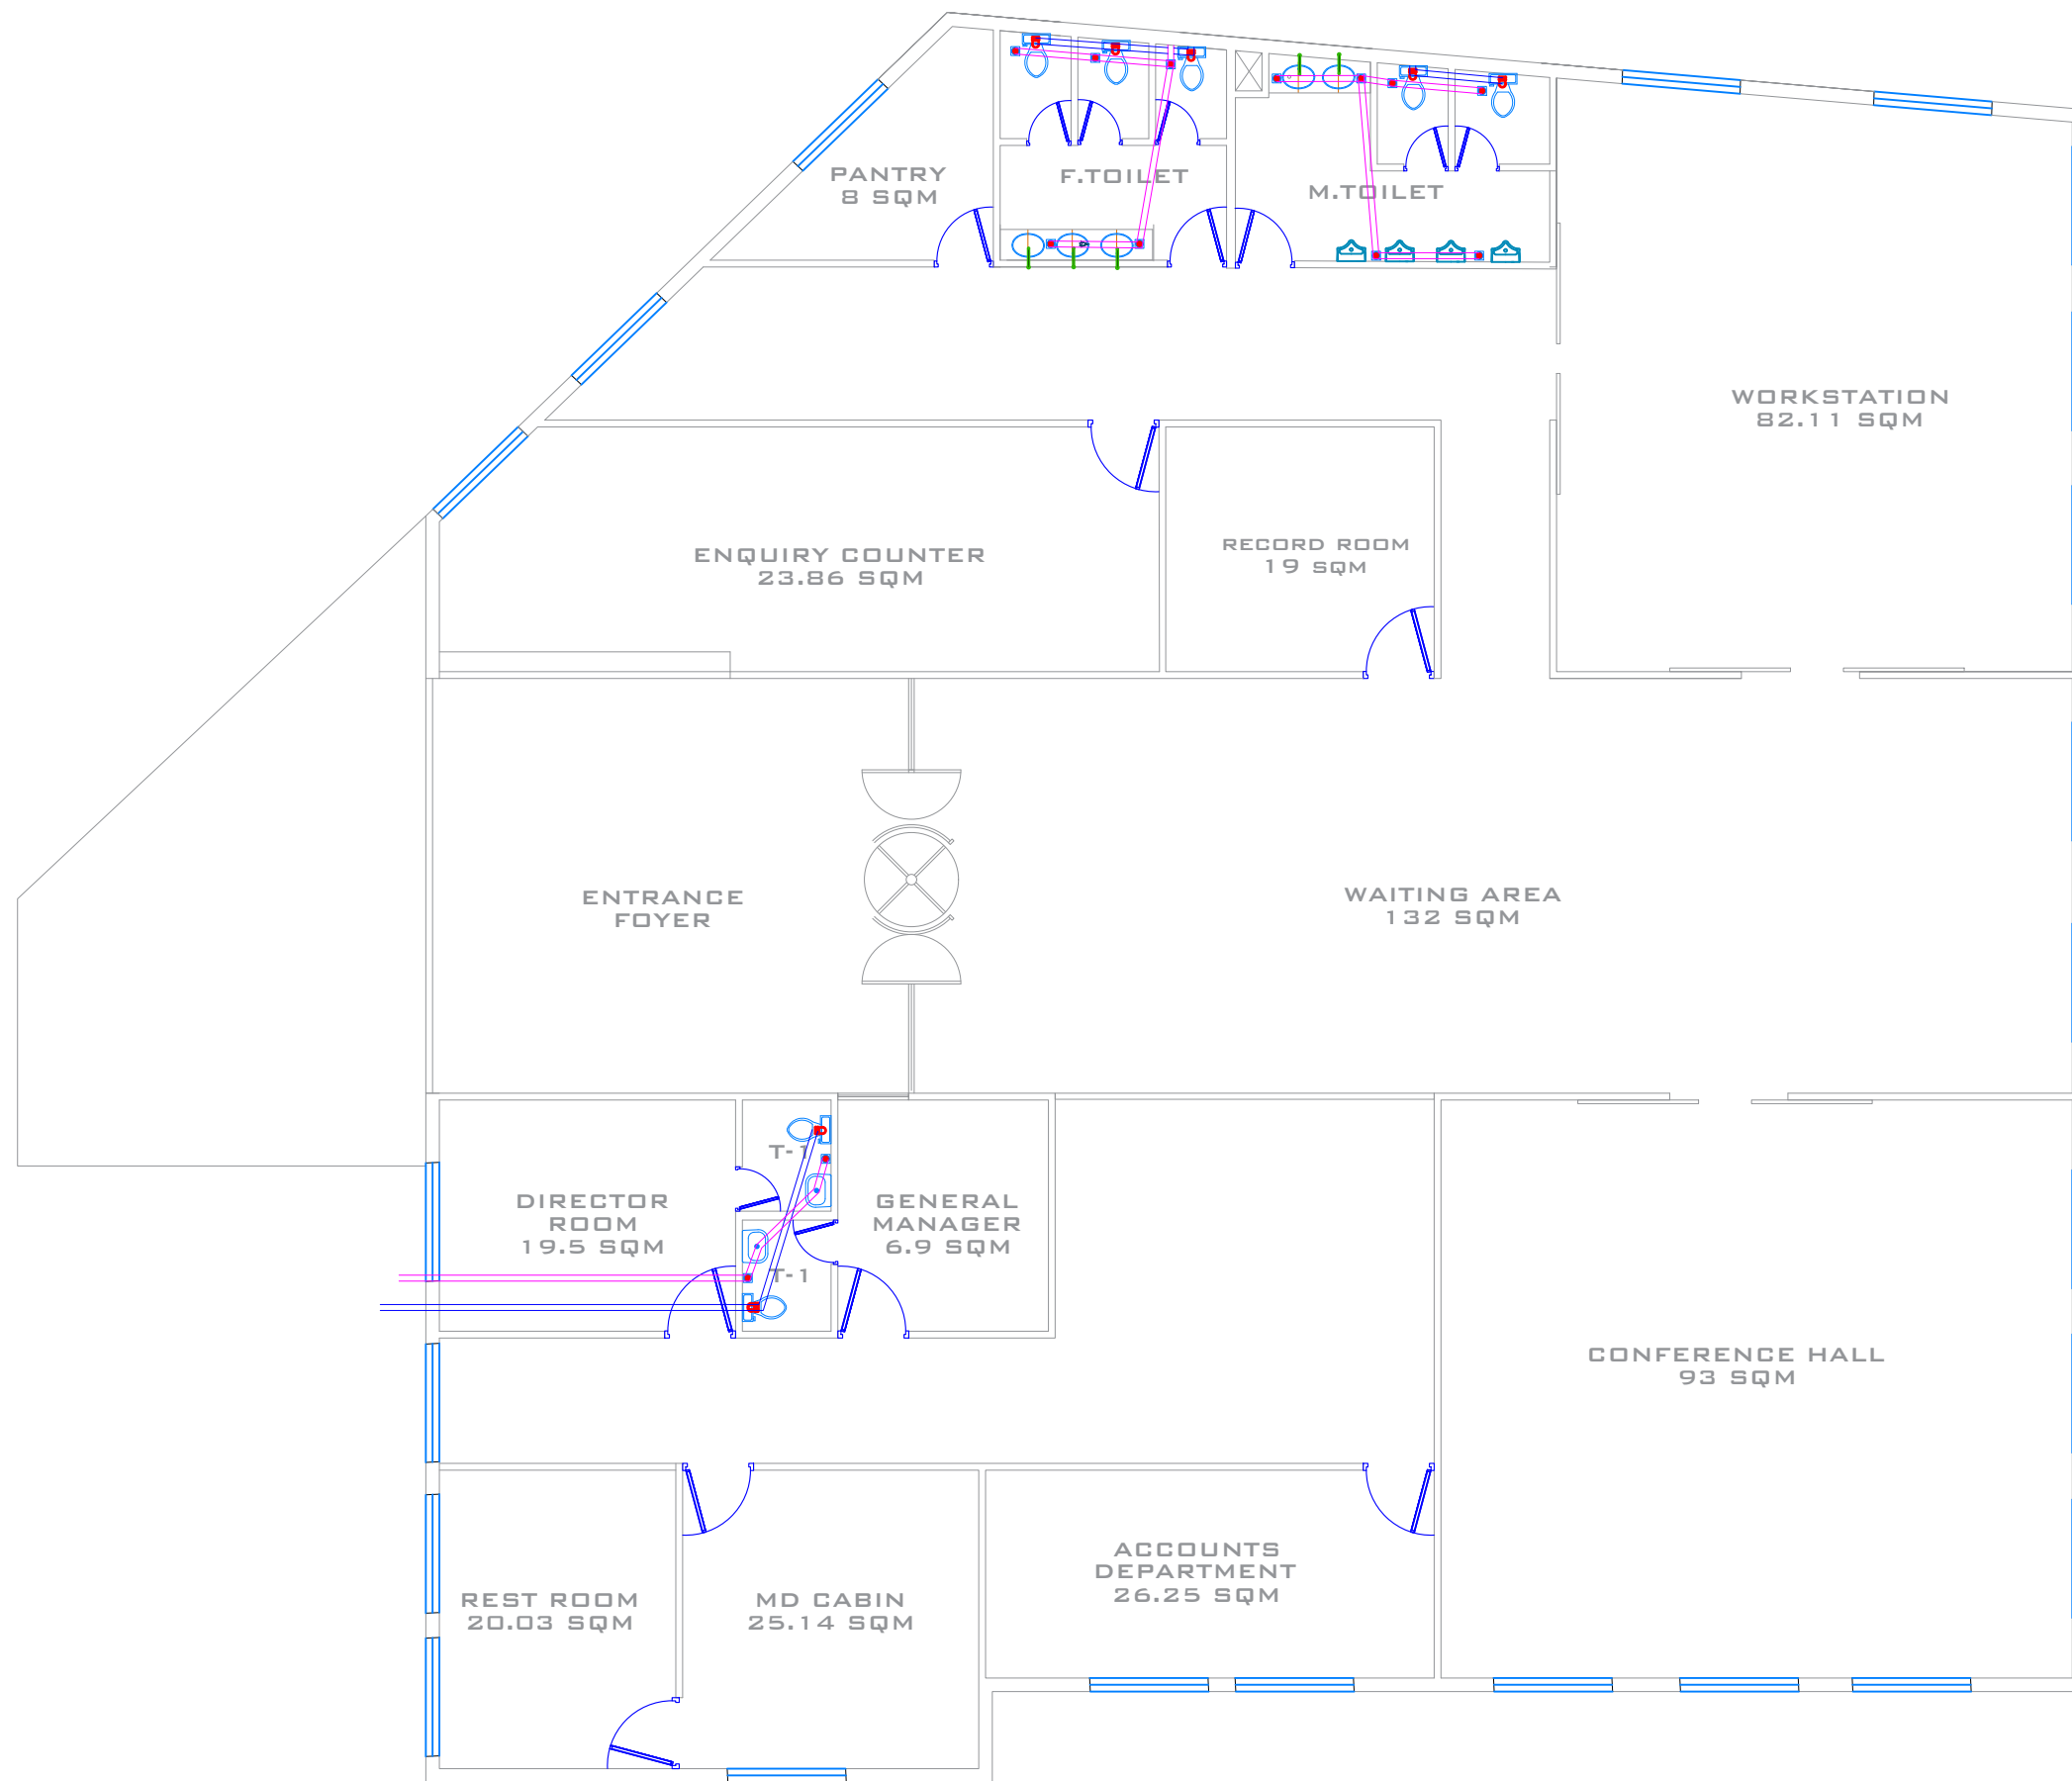 PANTRY
8 SQM
F.TOILET
M.TOILET
WORKSTATION
82.11 SQM
ENQUIRY COUNTER
23.86 SQM
RECORD ROOM
19 SQM
ENTRANCE
FOYER
WAITING AREA
132 SQM
T-1
DIRECTOR
ROOM
19.5 SQM
GENERAL
MANAGER
6.9 SQM
T-1
CONFERENCE HALL
93 SQM
REST ROOM
20.03 SQM
MD CABIN
25.14 SQM
ACCOUNTS
DEPARTMENT
26.25 SQM